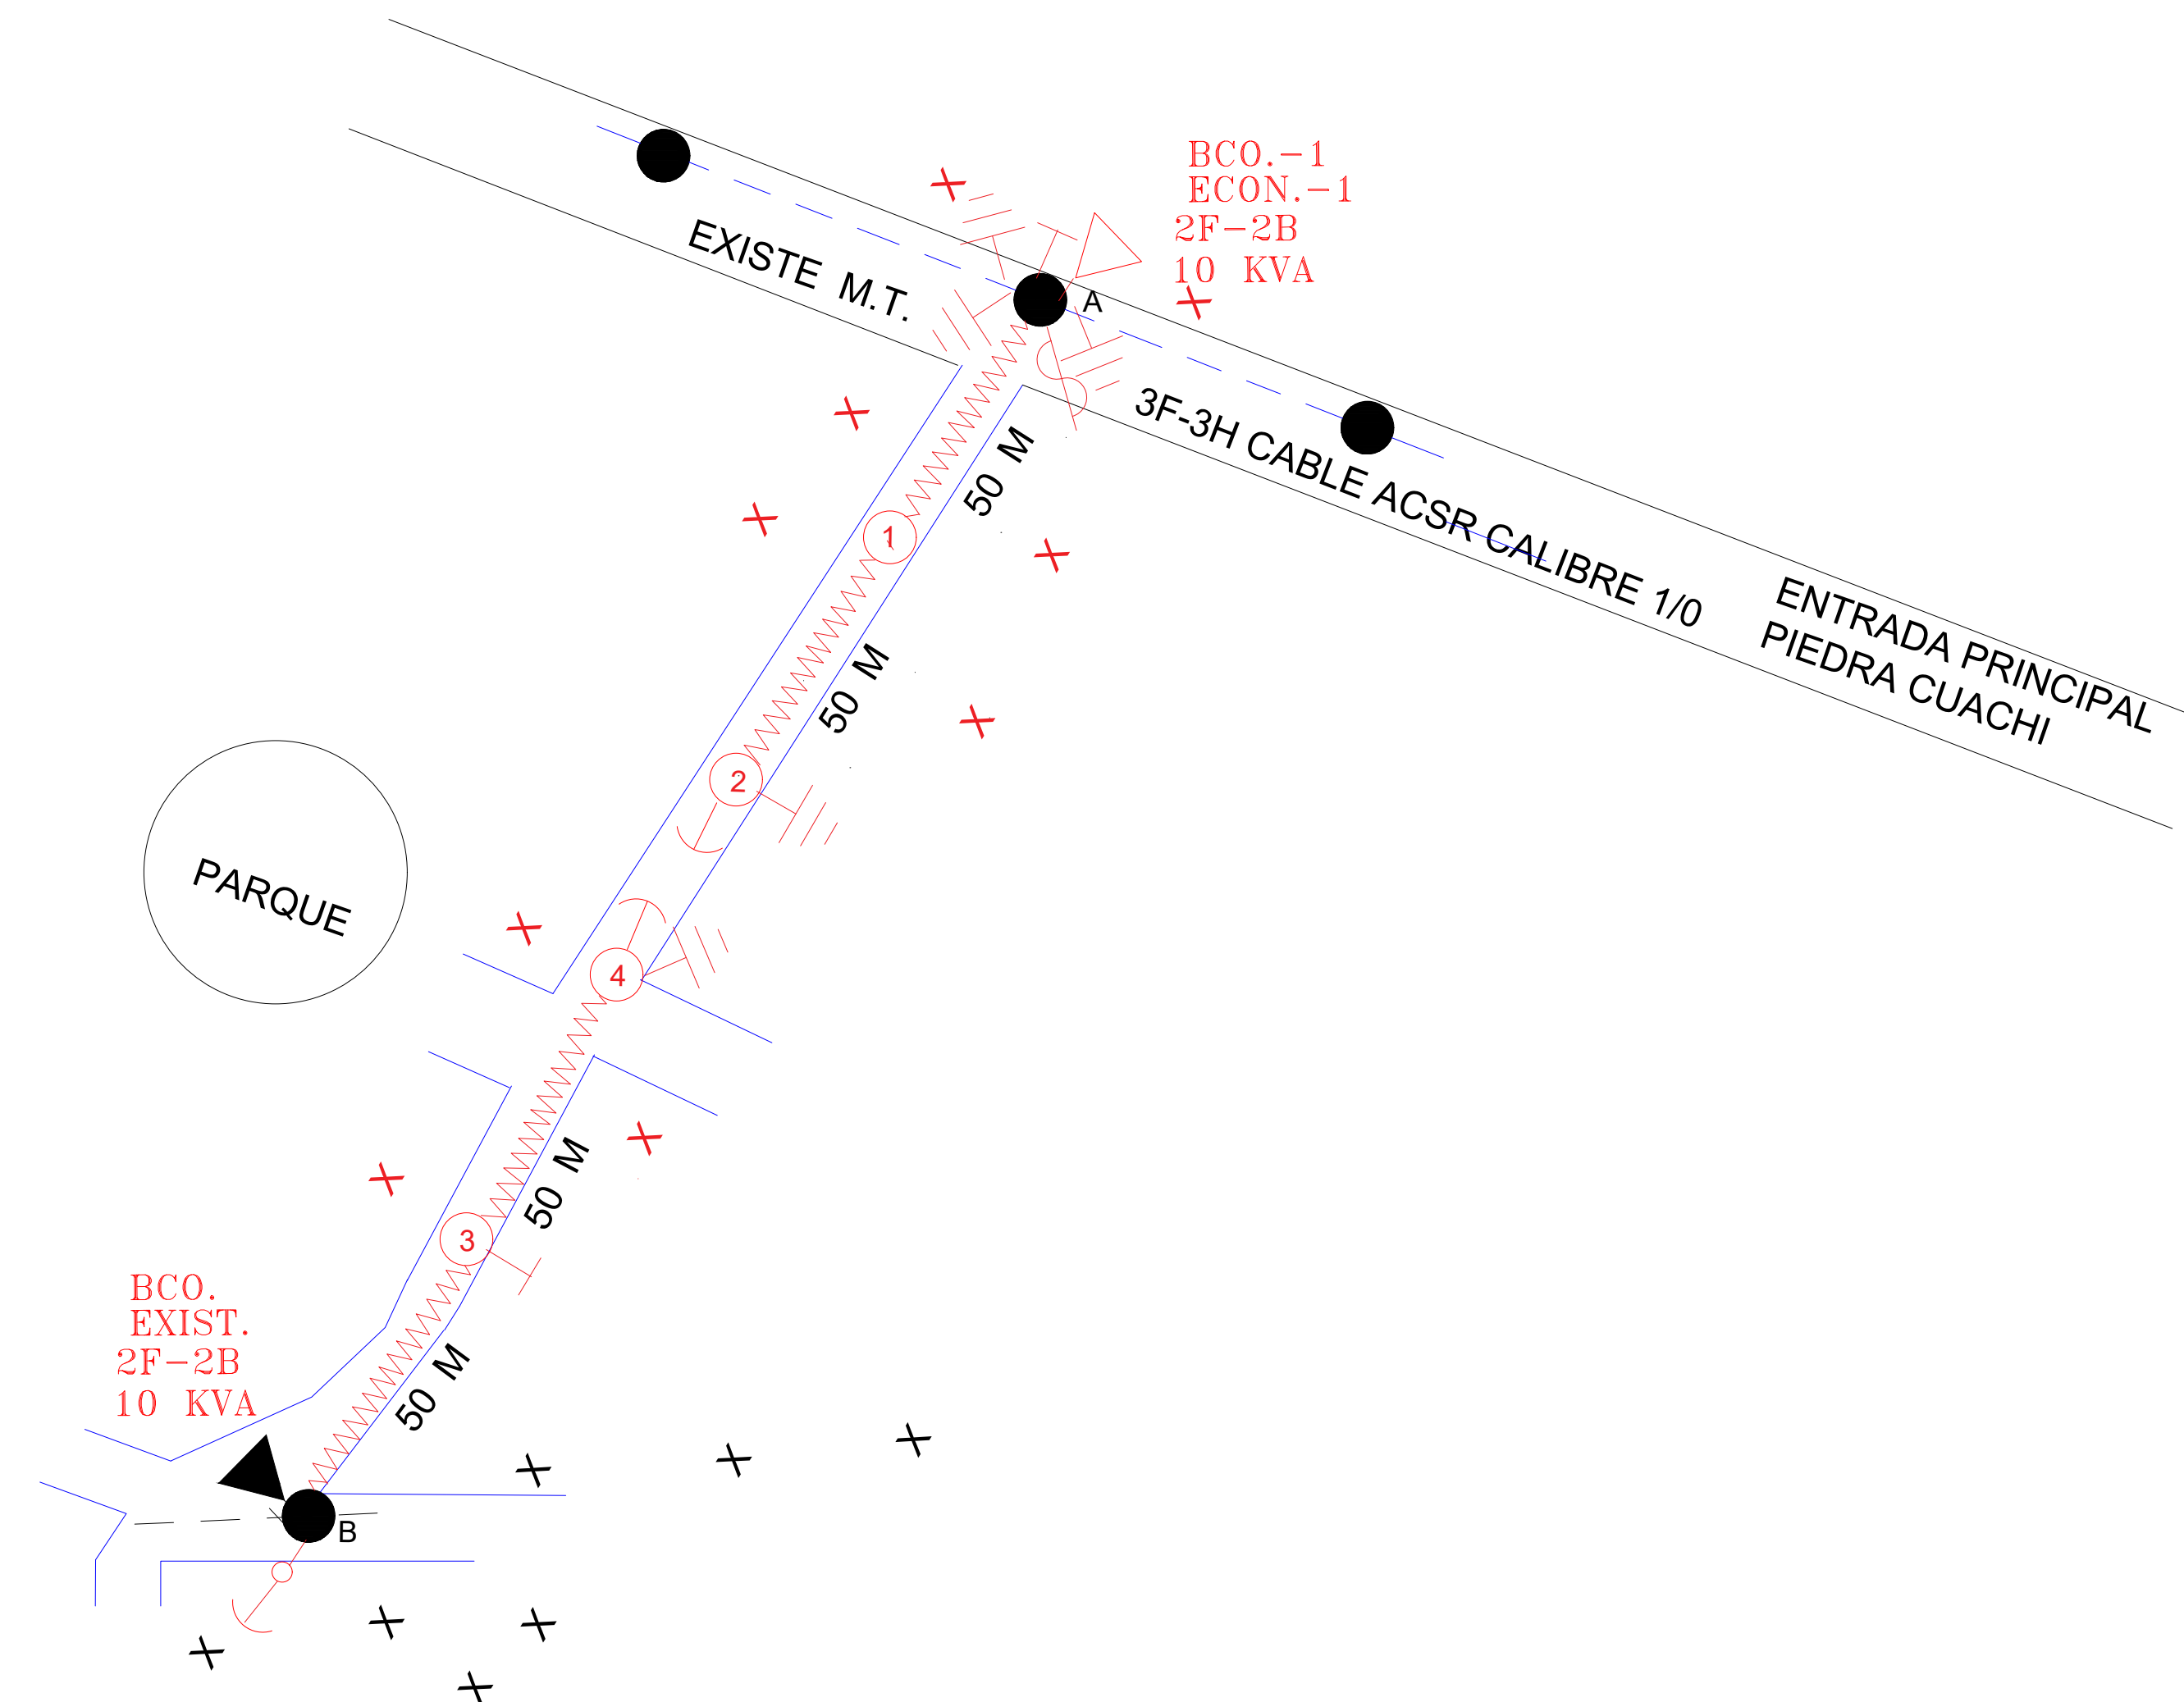 BCO.-1
ECON.-1
2F-2B
10 KVA
EXISTE M.T.
A
3F-3H CABLE ACSR CALIBRE 1/0
ENTRADA PRINCIPAL
PIEDRA CUACHI
50 M
1
50 M
2
PARQUE
4
50 M
3
BCO.
EXIST.
2F-2B
10 KVA
50 M
B